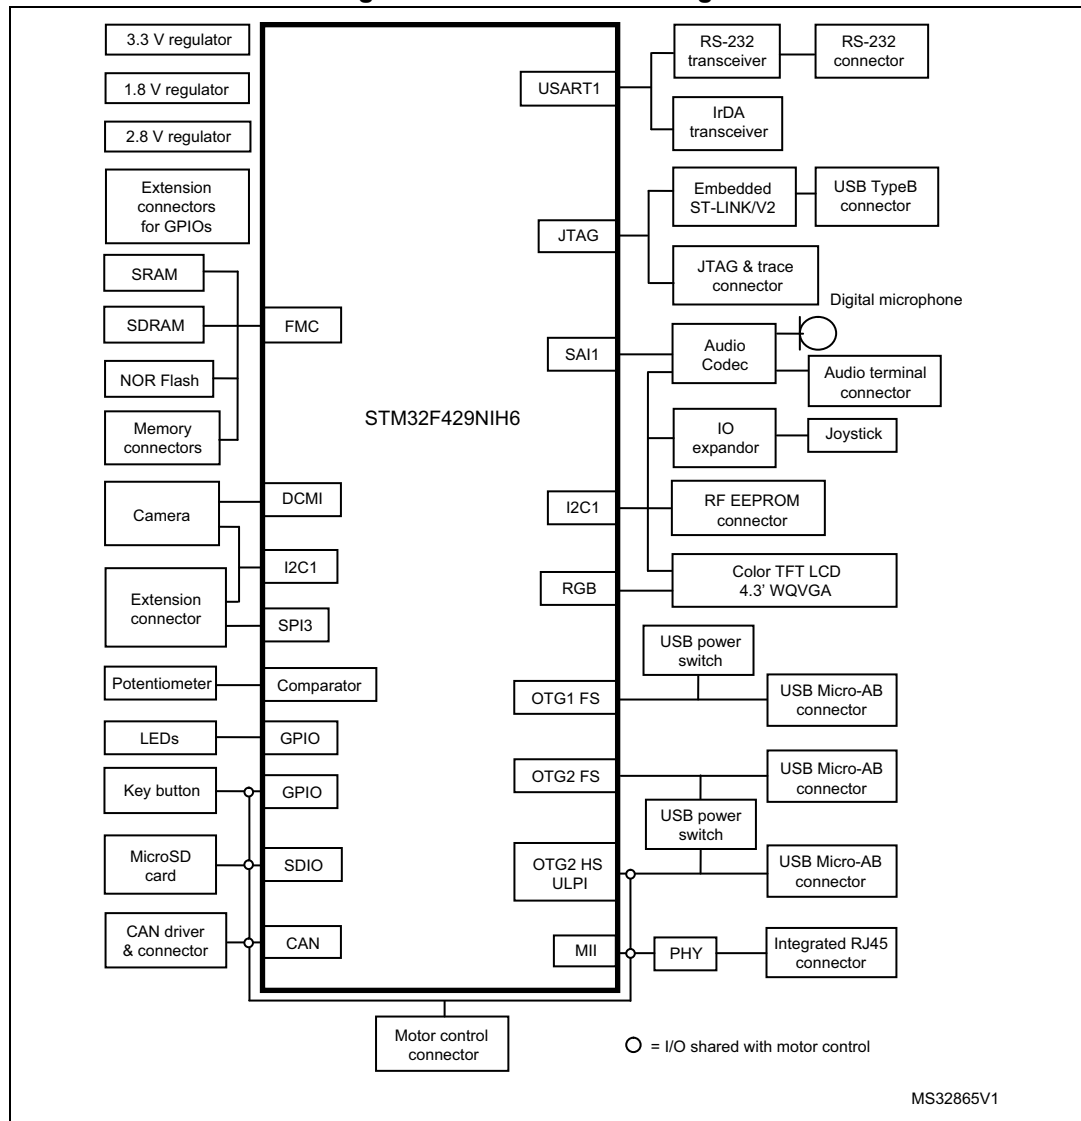 3.3 V regulator
1.8 V regulator
2.8 V regulator
Extension
connectors
for GPIOs
SRAM
SDRAM
NOR Flash
Memory
connectors
Camera
Extension
connector
Potentiometer
LEDs
Key button
MicroSD
card
CAN driver
& connector
FMC
DCMI
I2C1
SPI3
Comparator
GPIO
GPIO
SDIO
CAN
STM32F429NIH6
USART1
JTAG
SAI1
I2C1
RGB
OTG1 FS
OTG2 FS
OTG2 HS
ULPI
MII
RS-232
transceiver
RS-232
connector
IrDA
transceiver
Embedded
ST-LINK/V2
USB TypeB
connector
JTAG & trace
connector
Digital microphone
Audio
Codec
Audio terminal
connector
IO
expandor
Joystick
RF EEPROM
connector
Color TFT LCD
4.3’ WQVGA
USB power
switch
USB Micro-AB
connector
USB Micro-AB
connector
USB power
switch
USB Micro-AB
connector
PHY
Integrated RJ45
connector
Motor control
connector
= I/O shared with motor control
MS32865V1